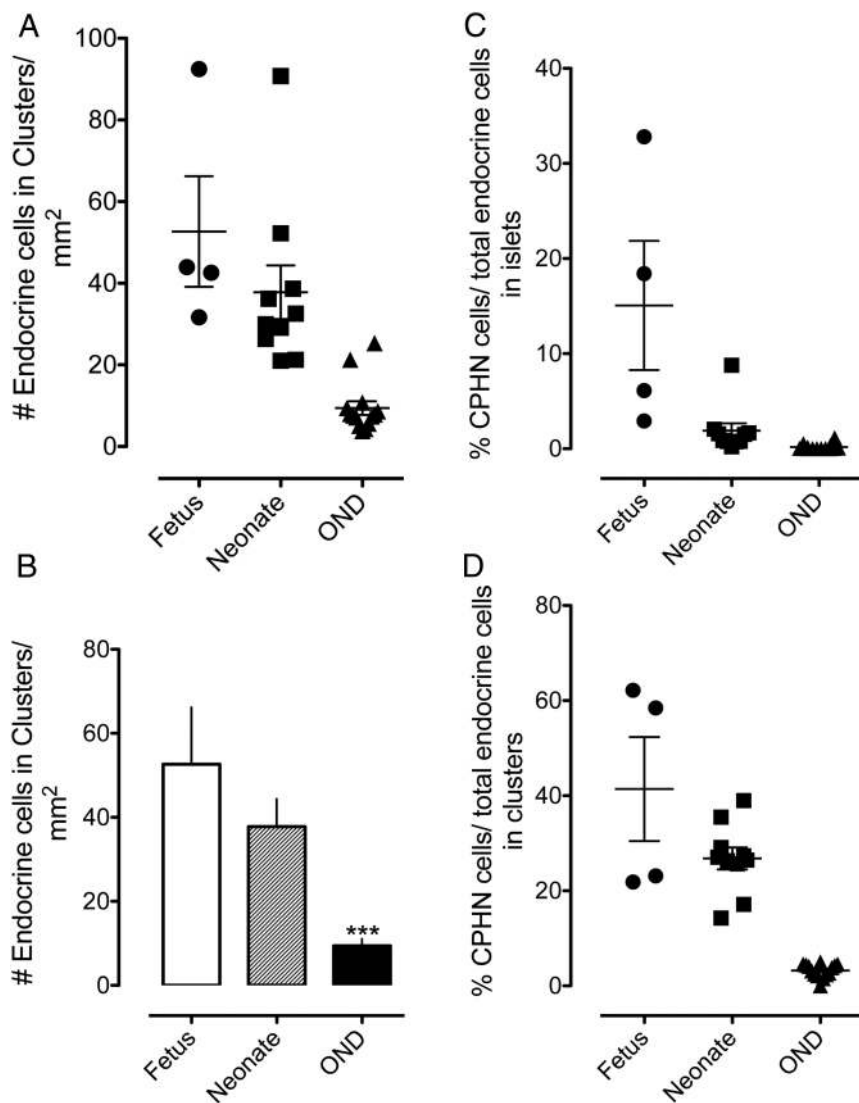 A
# Endocrine cells in Clusters/
mm²
100
80
60
40
20
0
Fetus
Neonate
OND
C
% CPHN cells/ total endocrine cells
in islets
40
30
20
10
0
Fetus
Neonate
OND
B
# Endocrine cells in Clusters/
mm²
80
60
40
20
0
***
Fetus
Neonate
OND
D
% CPHN cells/ total endocrine cells
in clusters
80
60
40
20
0
Fetus
Neonate
OND